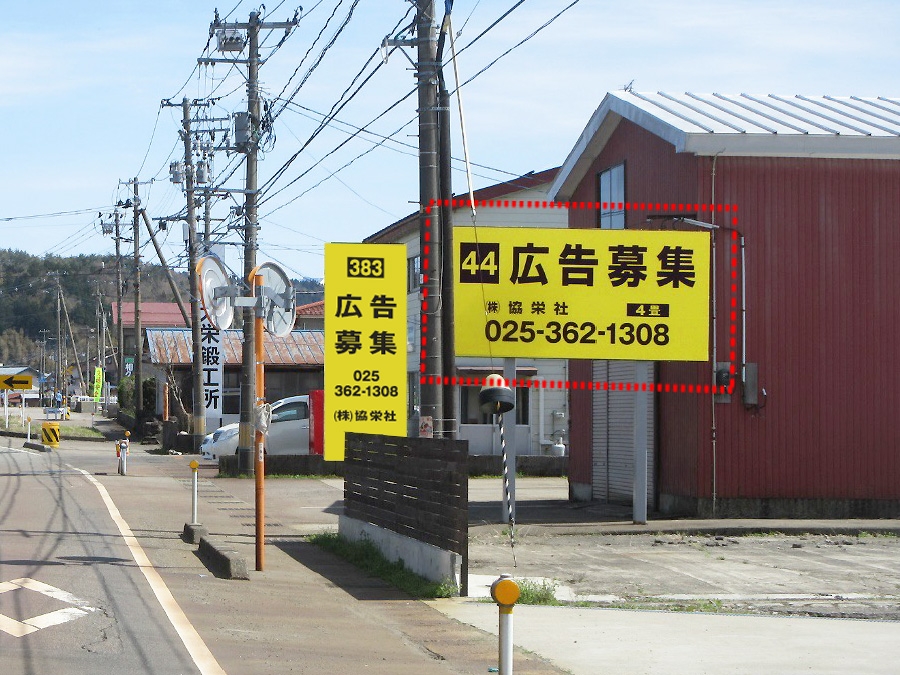 383
広告
募集
025
362-1308
(株)協栄社
44 広告募集
㈱ 協栄社 4畳
025-362-1308
栄鍛工所